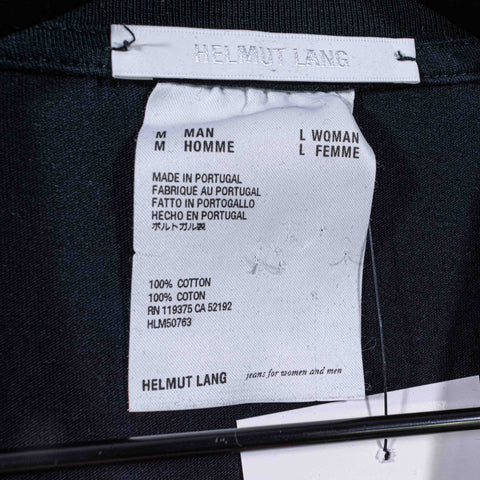 HELMUT LANG
M MAN L WOMAN
M HOMME L FEMME
MADE IN PORTUGAL
FABRIQUÉ AU PORTUGAL
FATTO IN PORTOGALLO
HECHO EN PORTUGAL
ポルトガル製
100% COTTON
100% COTON
RN 119375 CA 52192
HLM50763
HELMUT LANG jeans for women and men